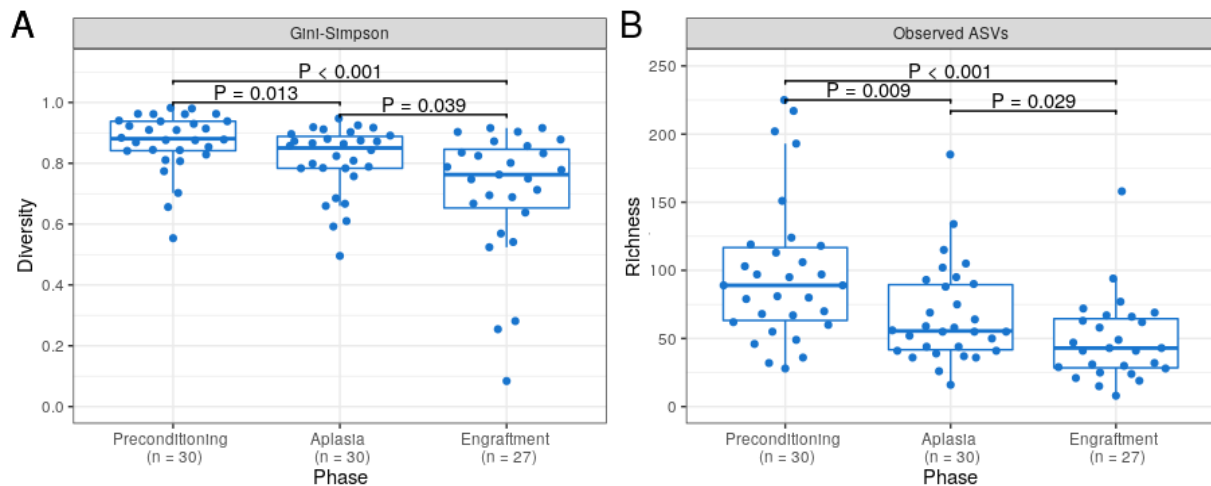 A
Gini-Simpson
P < 0.001
P = 0.013
P = 0.039
1.0
0.8
0.6
0.4
0.2
0.0
Diversity
Preconditioning
(n = 30)
Aplasia
(n = 30)
Engraftment
(n = 27)
Phase
B
Observed ASVs
P < 0.001
P = 0.009
P = 0.029
250
200
150
100
50
0
Richness
Preconditioning
(n = 30)
Aplasia
(n = 30)
Engraftment
(n = 27)
Phase